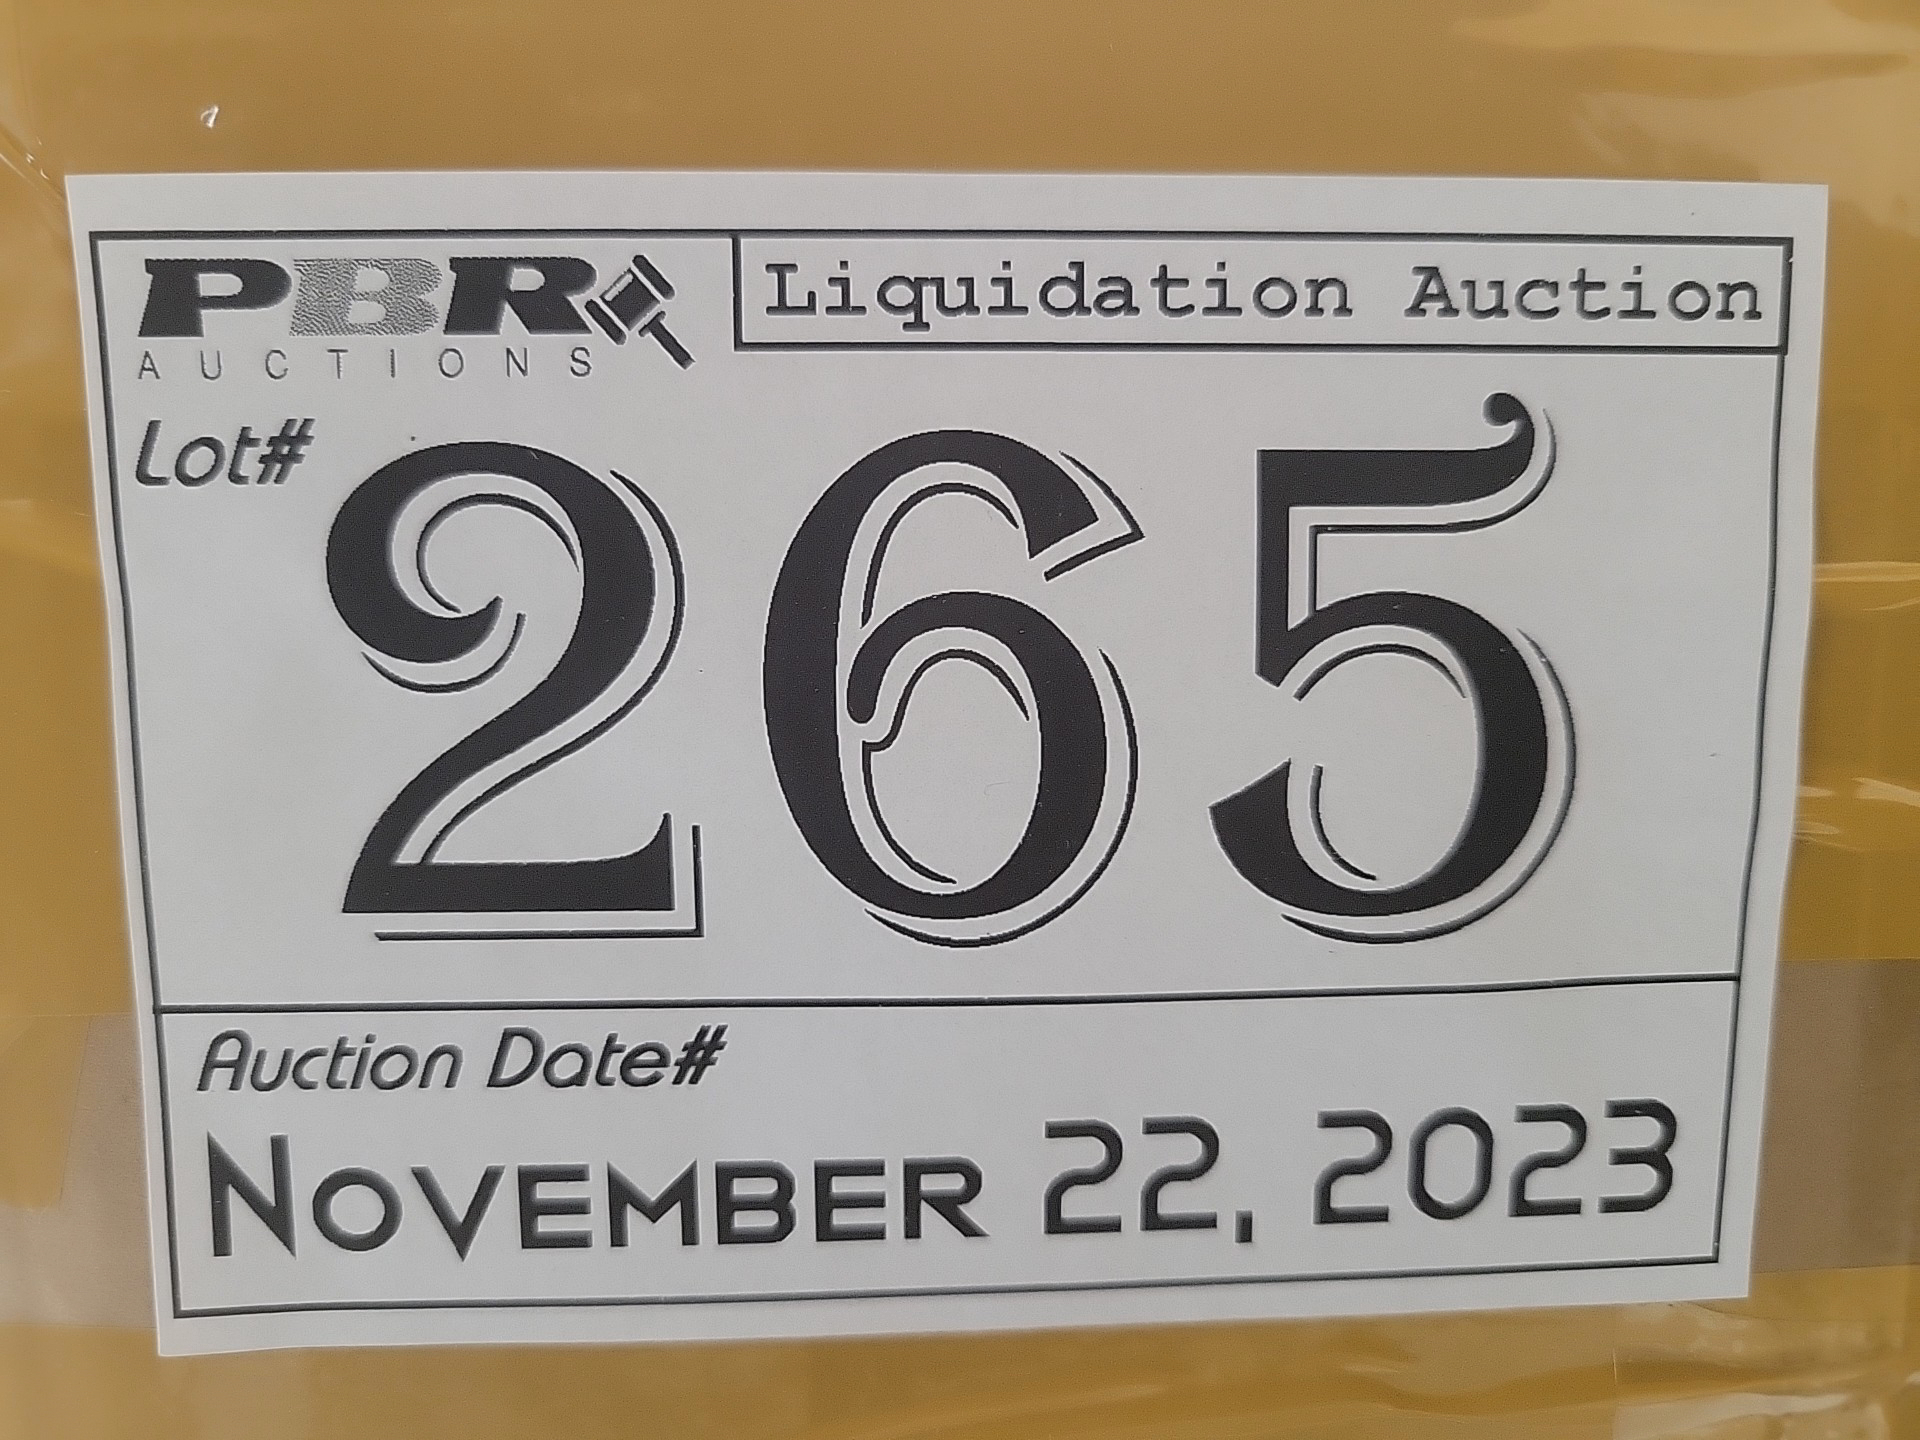 PBR
AUCTIONS
Liquidation Auction
Lot#
265
Auction Date#
November 22, 2023